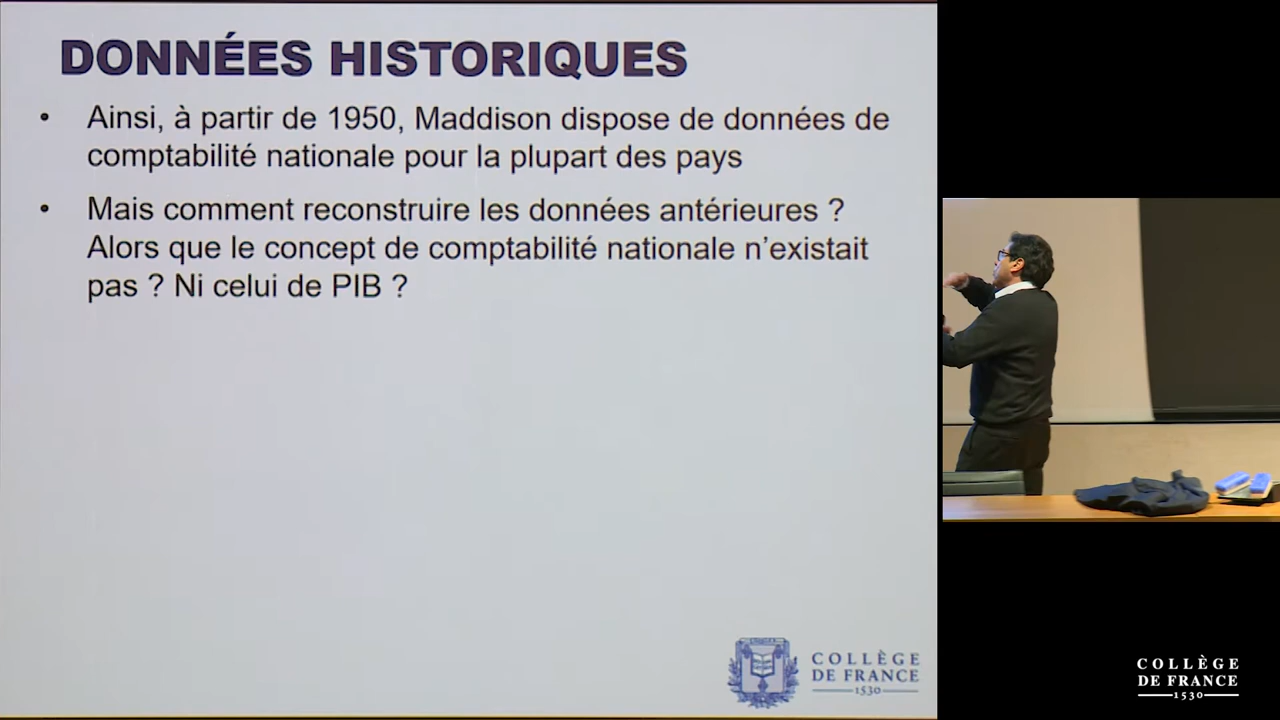 DONNÉES HISTORIQUES
• Ainsi, à partir de 1950, Maddison dispose de données de
comptabilité nationale pour la plupart des pays
• Mais comment reconstruire les données antérieures ?
Alors que le concept de comptabilité nationale n’existait
pas ? Ni celui de PIB ?
COLLÈGE
DE FRANCE
1530
COLLÈGE
DE FRANCE
1530